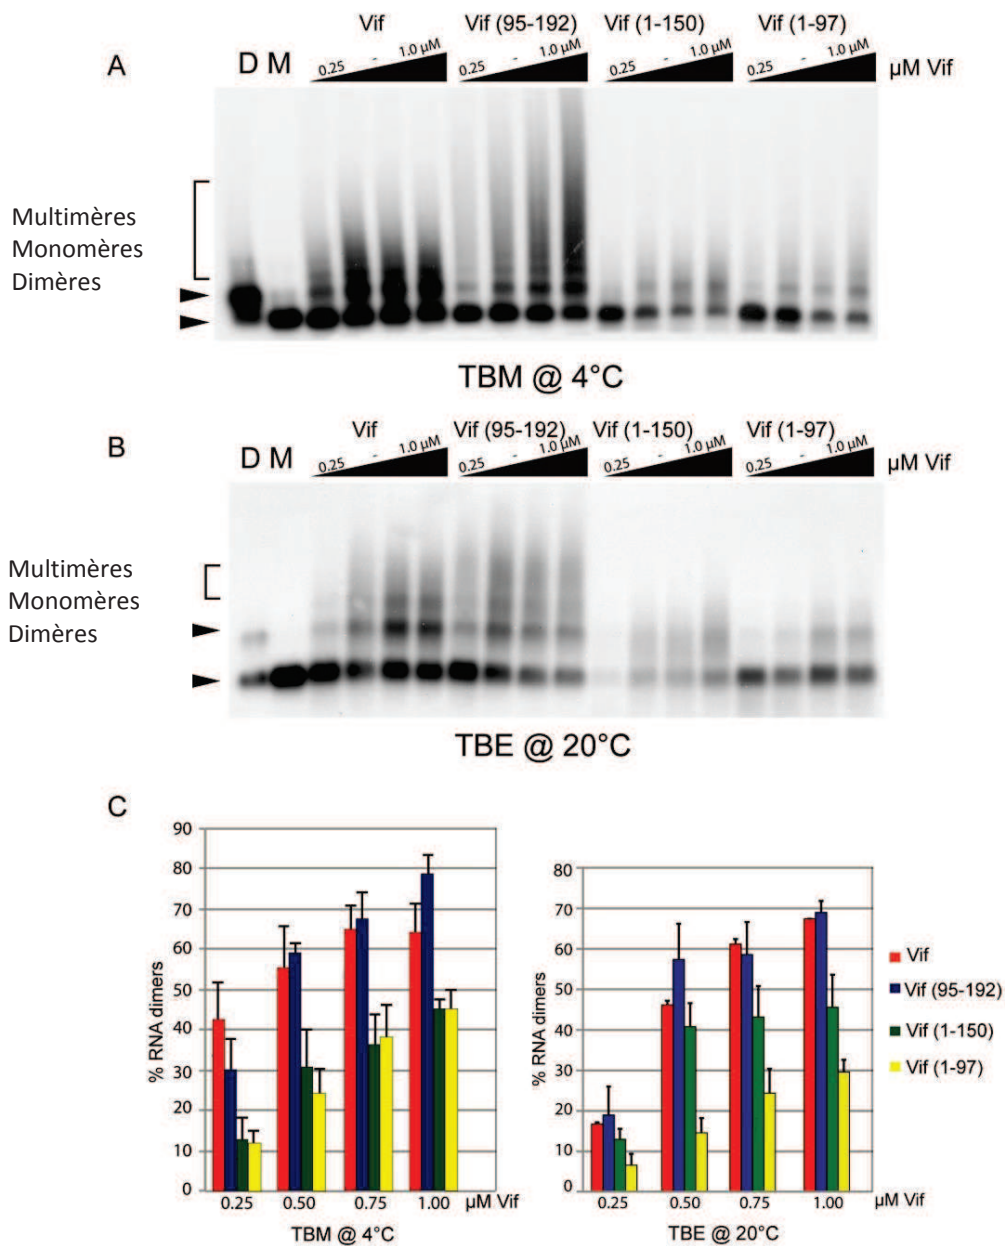 A
Vif Vif (95-192) Vif (1-150) Vif (1-97)
D M 0.25 - 1.0 µM 0.25 - 1.0 µM 0.25 - 1.0 µM 0.25 - 1.0 µM µM Vif
Multimères
Monomères
Dimères
TBM @ 4°C
B
Vif Vif (95-192) Vif (1-150) Vif (1-97)
D M 0.25 - 1.0 µM 0.25 - 1.0 µM 0.25 - 1.0 µM 0.25 - 1.0 µM µM Vif
Multimères
Monomères
Dimères
TBE @ 20°C
C
% RNA dimers
90
80
70
60
50
40
30
20
10
0
0.25 0.50 0.75 1.00 µM Vif
TBM @ 4°C
% RNA dimers
80
70
60
50
40
30
20
10
0
0.25 0.50 0.75 1.00 µM Vif
TBE @ 20°C
Vif
Vif (95-192)
Vif (1-150)
Vif (1-97)